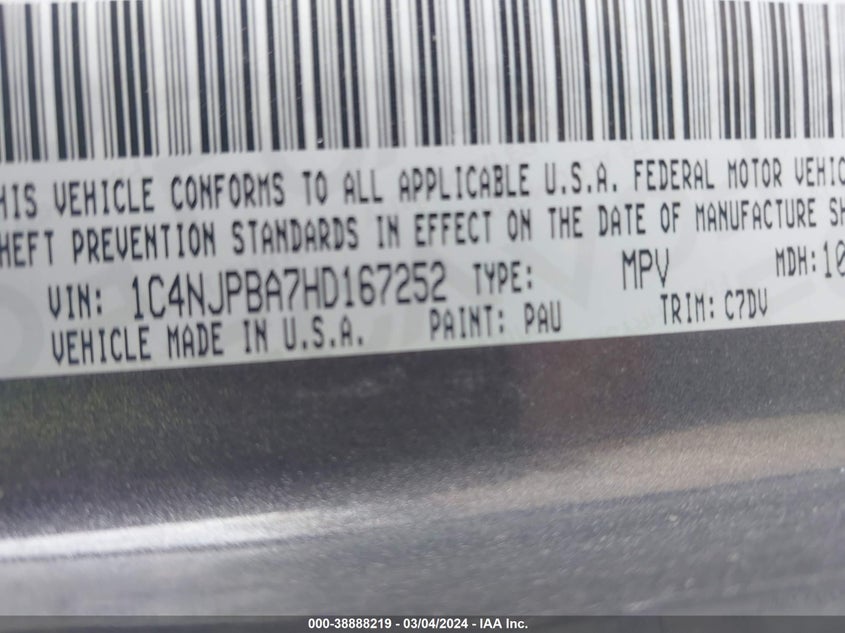 HIS VEHICLE CONFORMS TO ALL APPLICABLE U.S.A. FEDERAL MOTOR VEHIC
HEFT PREVENTION STANDARDS IN EFFECT ON THE DATE OF MANUFACTURE SH
VIN: 1C4NJPBA7HD167252 TYPE: MPV MDH:10
VEHICLE MADE IN U.S.A. PAINT: PAU TRIM: C7DV
000-38888219 - 03/04/2024 - IAA Inc.